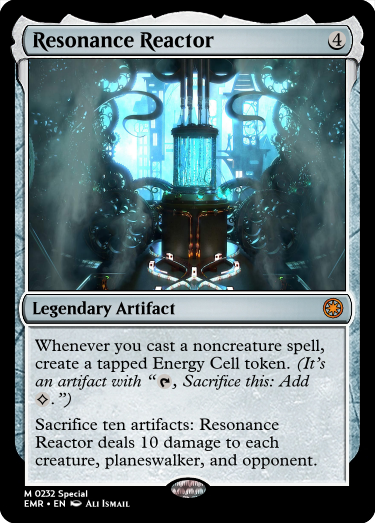 Resonance Reactor 4
Legendary Artifact
Whenever you cast a noncreature spell,
create a tapped Energy Cell token. (It's
an artifact with “, Sacrifice this: Add
.”)
Sacrifice ten artifacts: Resonance
Reactor deals 10 damage to each
creature, planeswalker, and opponent.
M 0232 Special
EMR • EN Ali Ismail